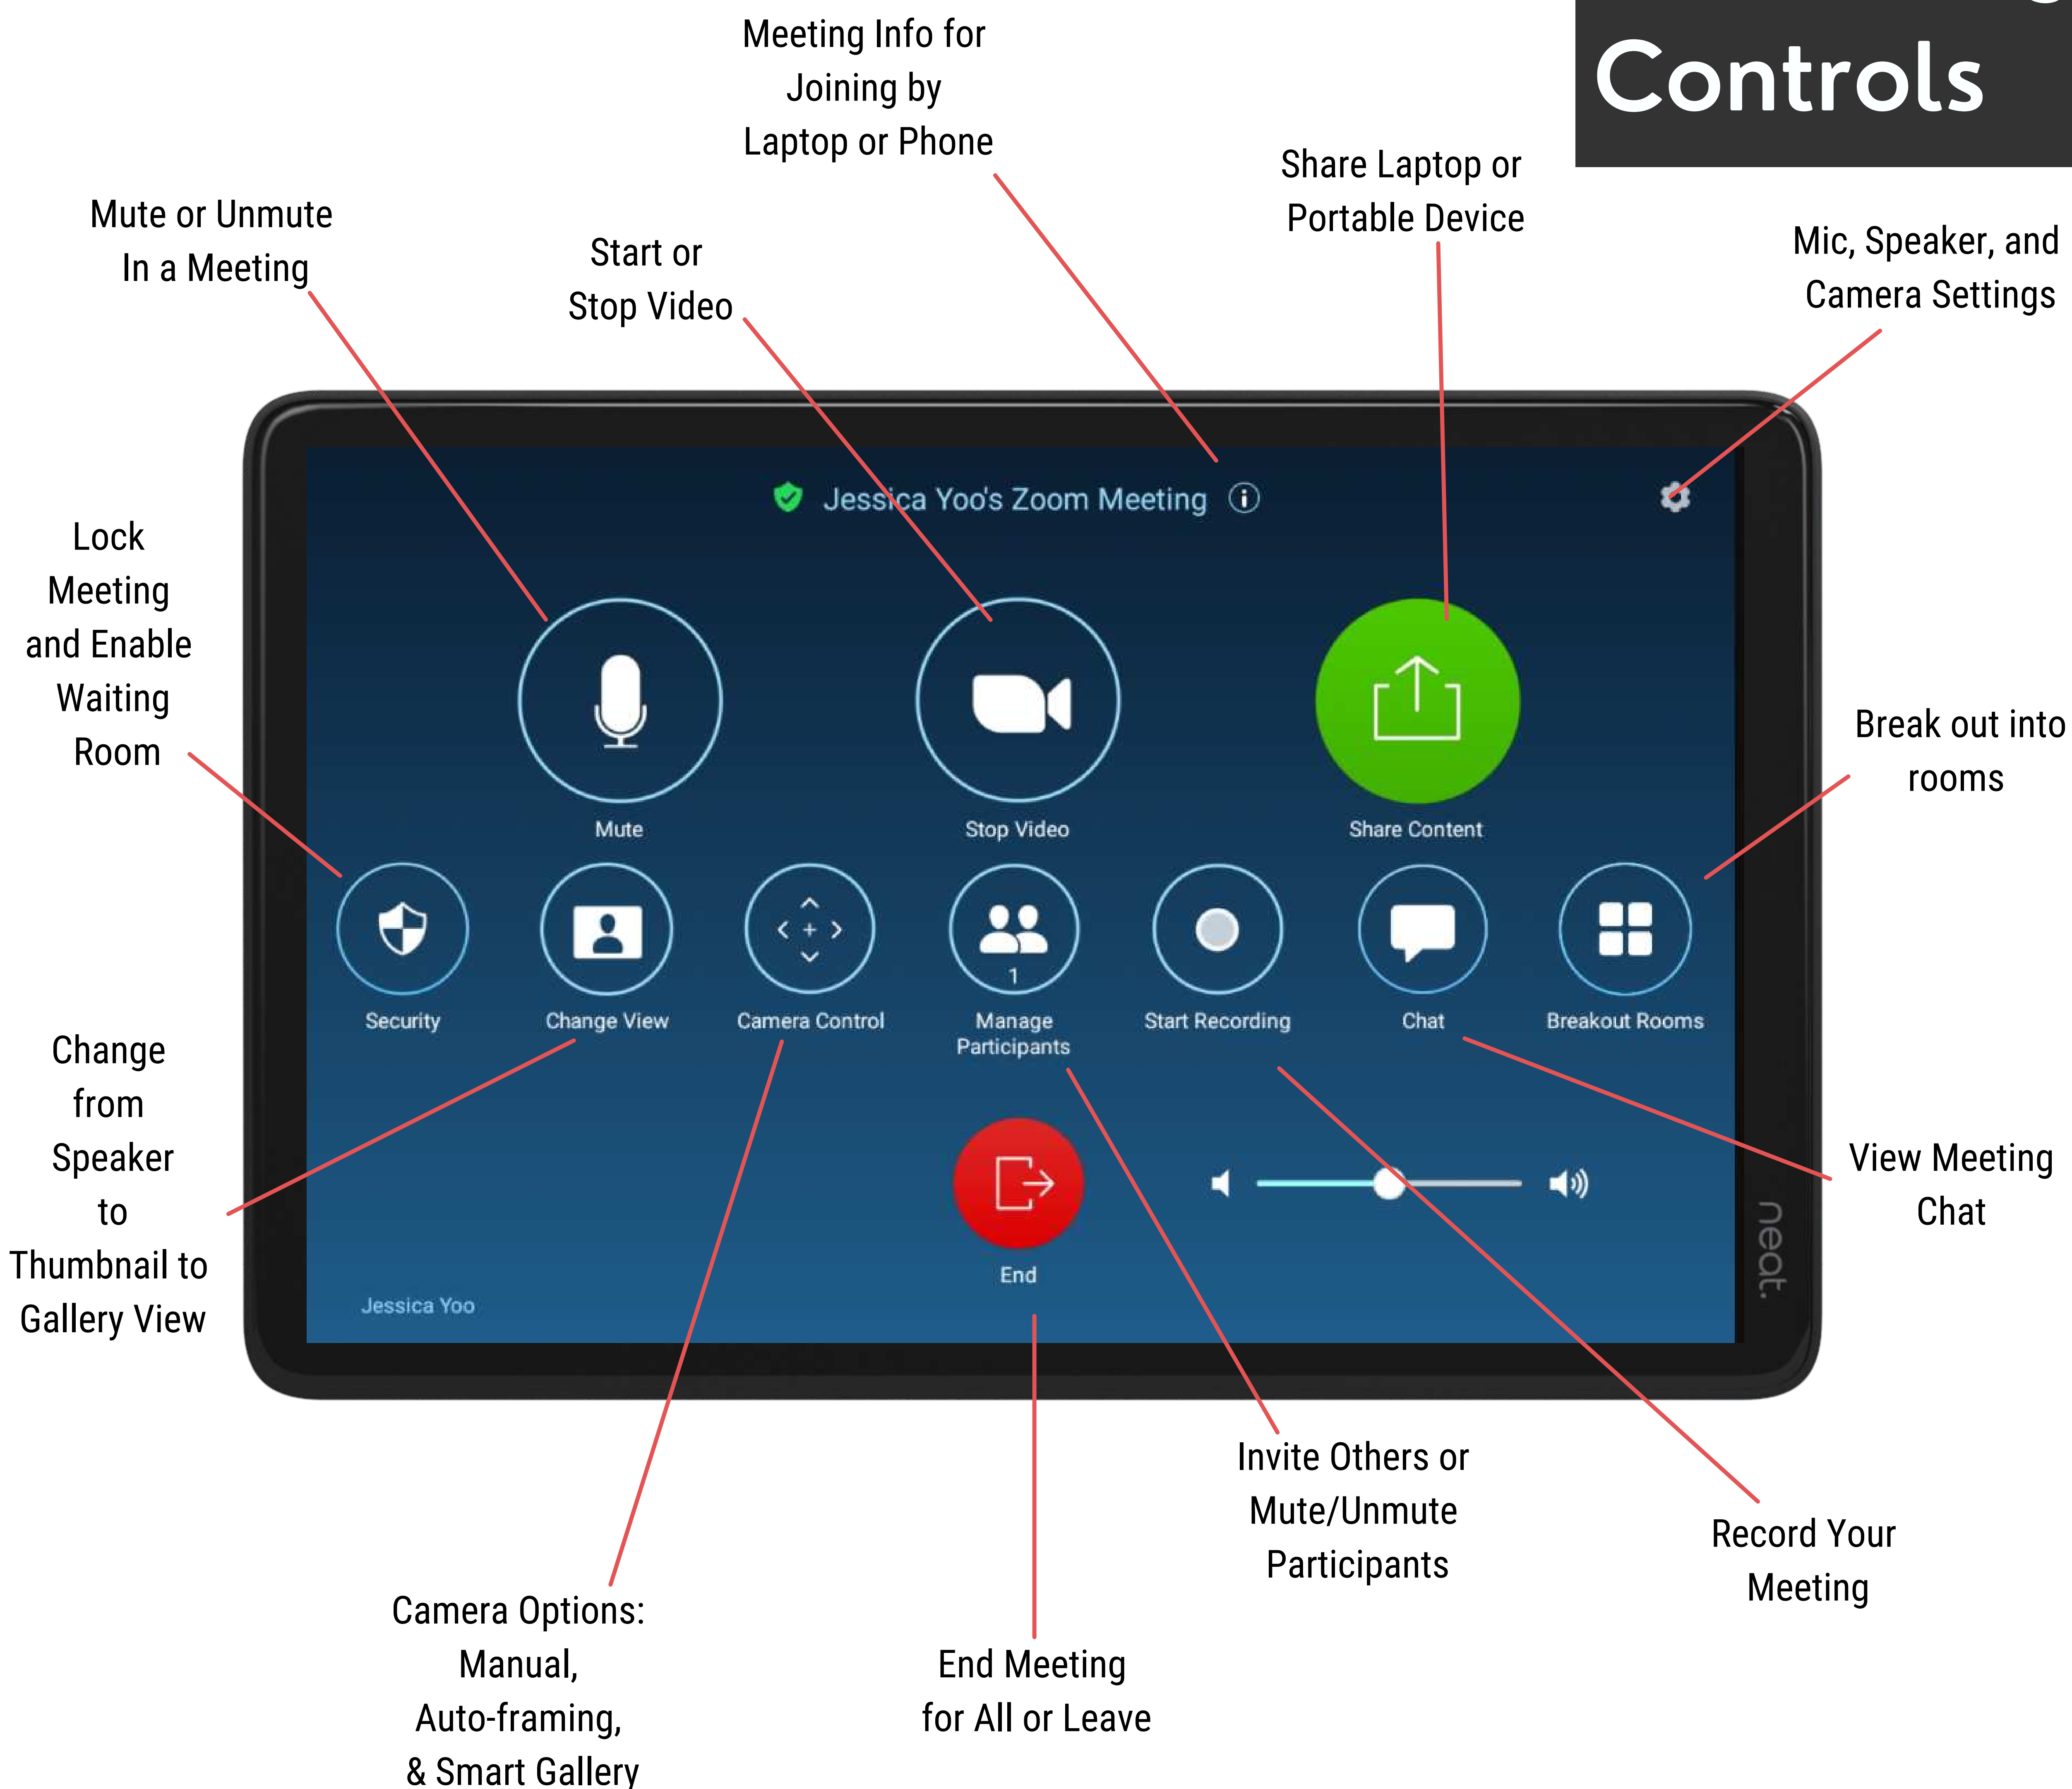 Controls
Meeting Info for
Joining by
Laptop or Phone
Share Laptop or
Portable Device
Mute or Unmute
In a Meeting
Start or
Stop Video
Mic, Speaker, and
Camera Settings
Jessica Yoo's Zoom Meeting
Lock
Meeting
and Enable
Waiting
Room
Break out into
rooms
Mute
Stop Video
Share Content
1
Security
Change View
Camera Control
Manage
Participants
Start Recording
Chat
Breakout Rooms
Change
from
Speaker
to
Thumbnail to
Gallery View
View Meeting
Chat
neat.
End
Jessica Yoo
Invite Others or
Mute/Unmute
Participants
Record Your
Meeting
Camera Options:
Manual,
Auto-framing,
& Smart Gallery
End Meeting
for All or Leave